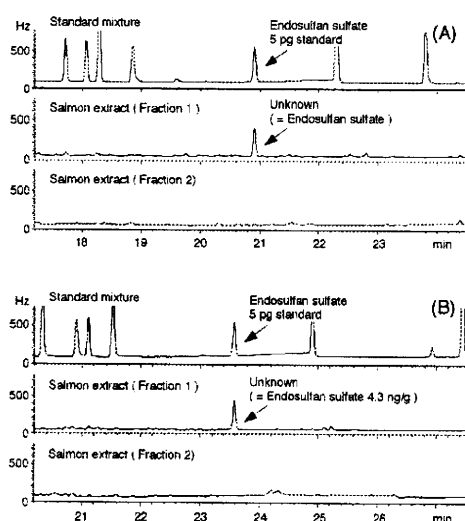 Hz
Standard mixture
Endosulfan sulfate
5 pg standard
(A)
500
0
Salmon extract ( Fraction 1 )
Unknown
( = Endosulfan sulfate )
500
0
Salmon extract ( Fraction 2)
500
0
18 19 20 21 22 23 min
Hz
Standard mixture
Endosulfan sulfate
5 pg standard
(B)
500
0
Salmon extract ( Fraction 1 )
Unknown
( = Endosulfan sulfate 4.3 ng/g )
500
0
Salmon extract ( Fraction 2)
500
0
21 22 23 24 25 26 min